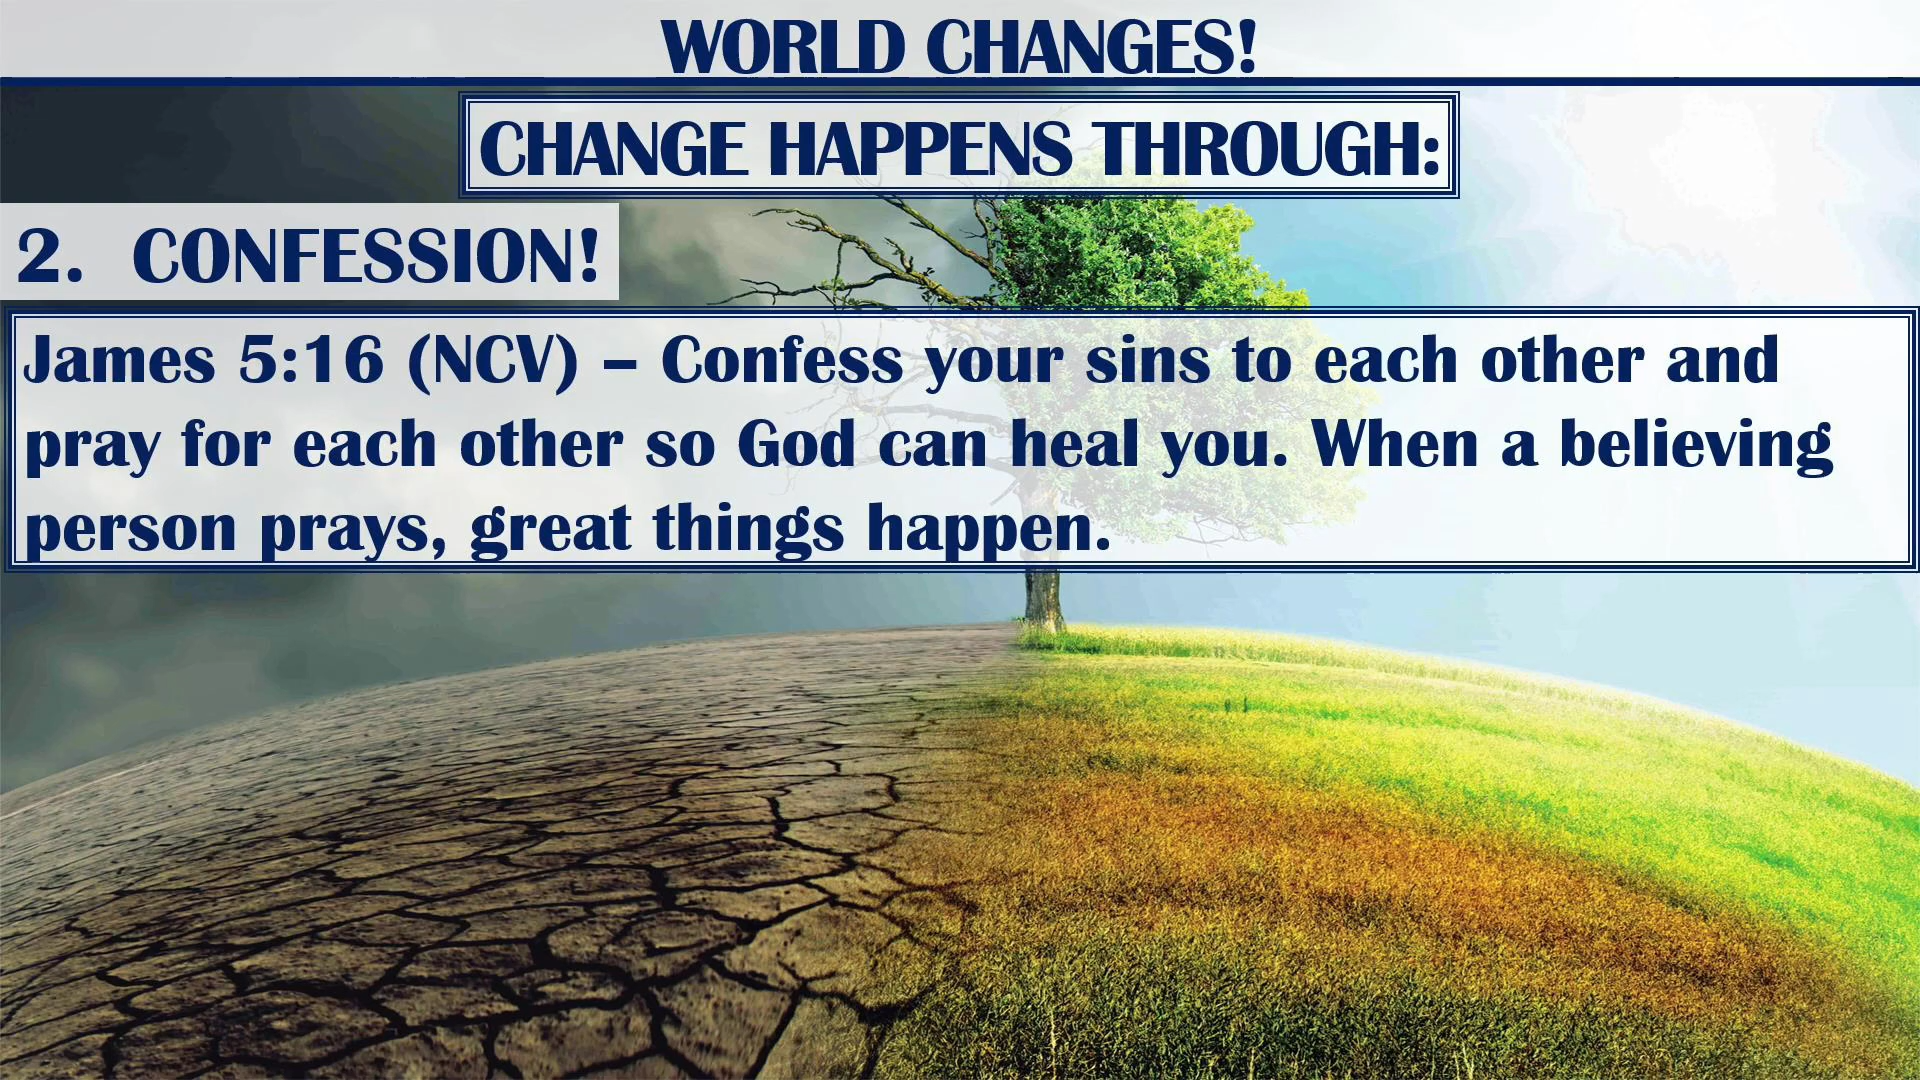 WORLD CHANGES!
CHANGE HAPPENS THROUGH:
2. CONFESSION!
James 5:16 (NCV) – Confess your sins to each other and
pray for each other so God can heal you. When a believing
person prays, great things happen.